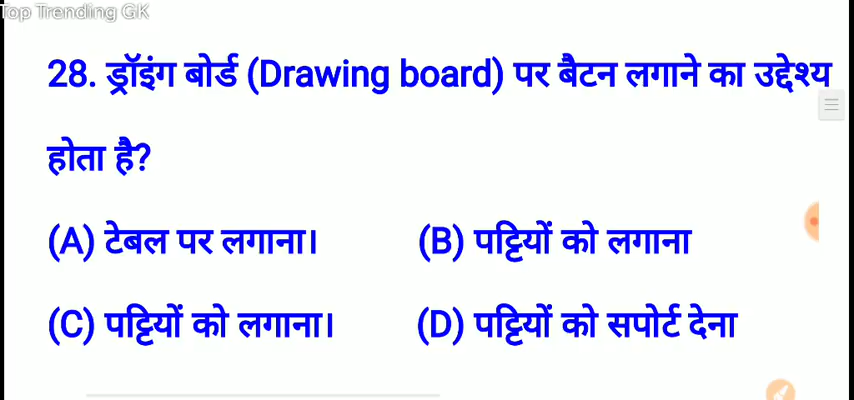 Top Trending GK
28. ड्रॉइंग बोर्ड (Drawing board) पर बैटन लगाने का उद्देश्य
होता है?
(A) टेबल पर लगाना। (B) पट्टियों को लगाना
(C) पट्टियों को लगाना। (D) पट्टियों को सपोर्ट देना